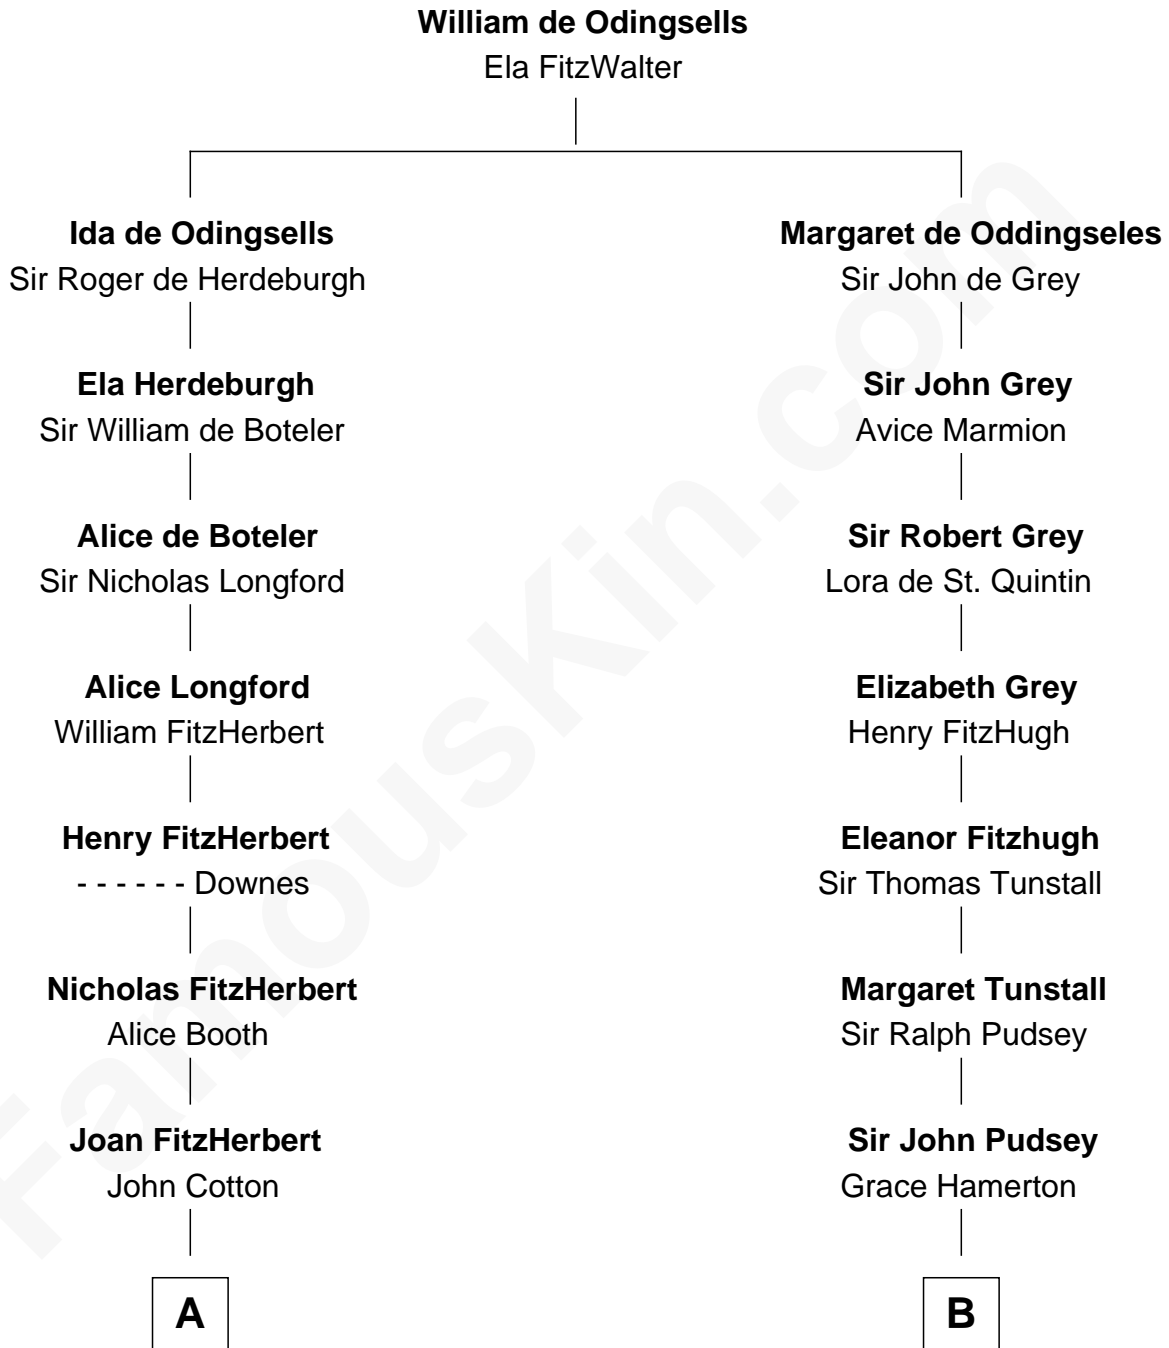 William de Odingsells
Ela FitzWalter
Ida de Odingsells
Sir Roger de Herdeburgh
Ela Herdeburgh
Sir William de Boteler
Alice de Boteler
Sir Nicholas Longford
Alice Longford
William FitzHerbert
Henry FitzHerbert
- - - - - - Downes
Nicholas FitzHerbert
Alice Booth
Joan FitzHerbert
John Cotton
A
Margaret de Oddingseles
Sir John de Grey
Sir John Grey
Avice Marmion
Sir Robert Grey
Lora de St. Quintin
Elizabeth Grey
Henry FitzHugh
Eleanor Fitzhugh
Sir Thomas Tunstall
Margaret Tunstall
Sir Ralph Pudsey
Sir John Pudsey
Grace Hamerton
B
FamousKin.com